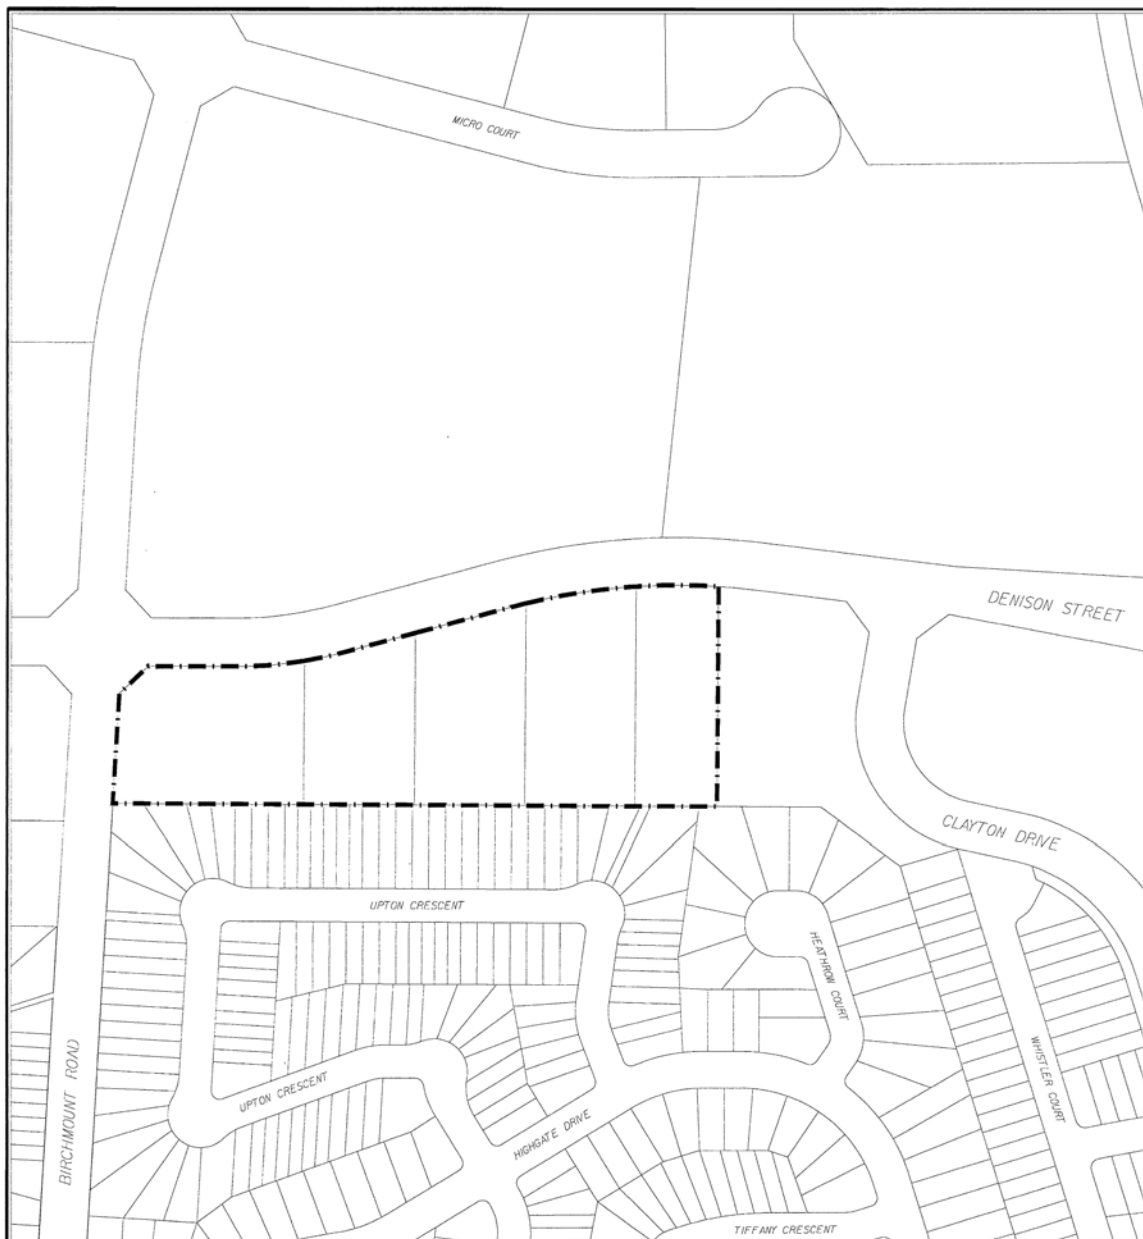 MICRO COURT
DENISON STREET
CLAYTON DRIVE
UPTON CRESCENT
HEATHROW COURT
WHISTLER COURT
BIRCHMOUNT ROAD
UPTON CRESCENT
HIGHGATE DRIVE
TIFFANY CRESCENT